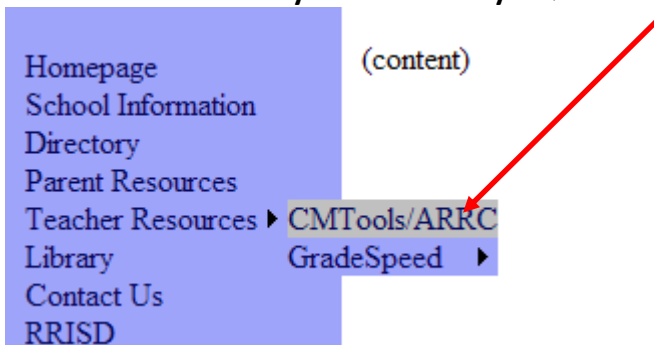 Homepage
(content)
School Information
Directory
Parent Resources
Teacher Resources CMTools/ARRC
Library GradeSpeed
Contact Us
RRISD